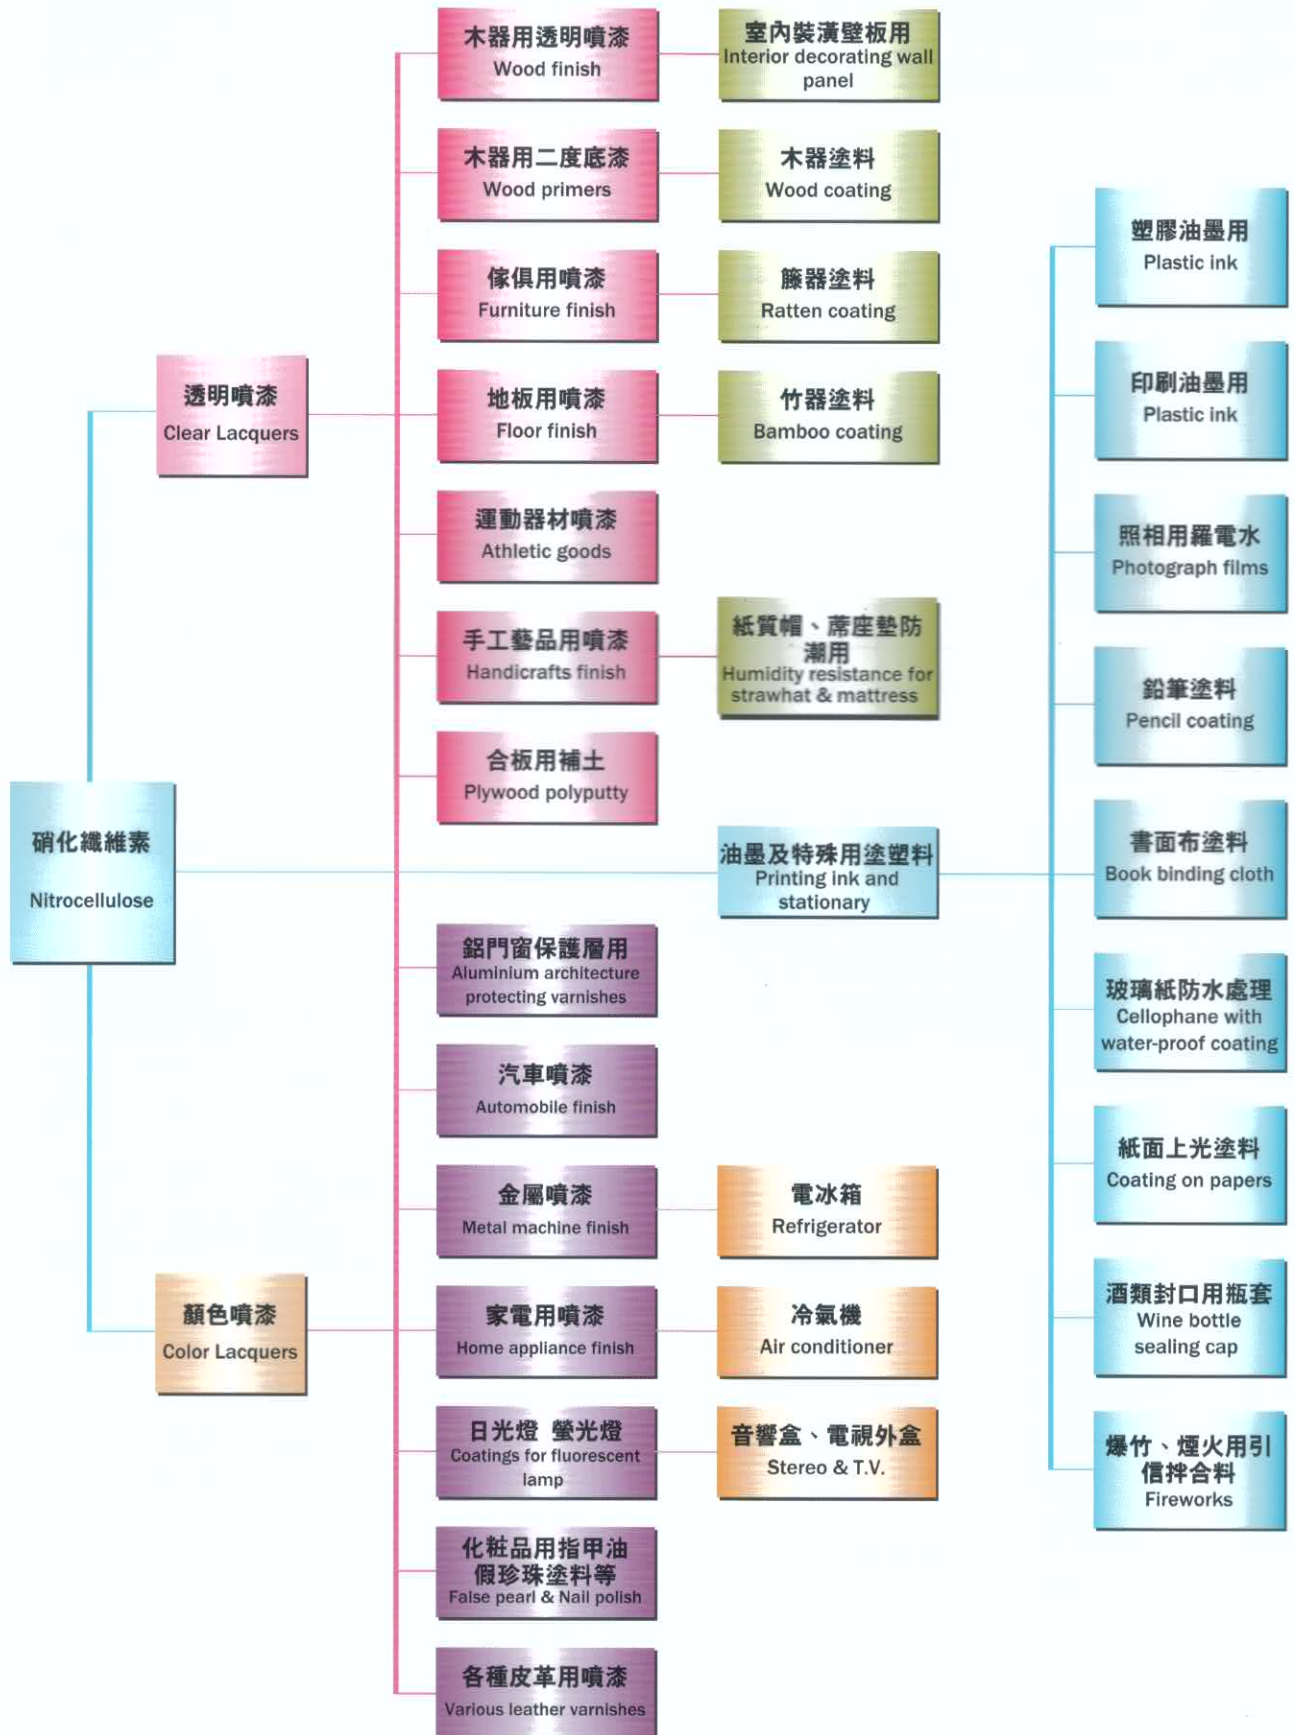 硝化纖維素
Nitrocellulose
透明噴漆
Clear Lacquers
木器用透明噴漆
Wood finish
室內裝潢壁板用
Interior decorating wall
panel
木器用二度底漆
Wood primers
木器塗料
Wood coating
傢俱用噴漆
Furniture finish
籐器塗料
Ratten coating
地板用噴漆
Floor finish
竹器塗料
Bamboo coating
運動器材噴漆
Athletic goods
手工藝品用噴漆
Handicrafts finish
紙質帽、蓆座墊防
潮用
Humidity resistance for
strawhat & mattress
合板用補土
Plywood polyputty
油墨及特殊用塗塑料
Printing ink and
stationary
塑膠油墨用
Plastic ink
印刷油墨用
Plastic ink
照相用羅電水
Photograph films
鉛筆塗料
Pencil coating
書面布塗料
Book binding cloth
玻璃紙防水處理
Cellophane with
water-proof coating
紙面上光塗料
Coating on papers
酒類封口用瓶套
Wine bottle
sealing cap
爆竹、煙火用引
信拌合料
Fireworks
顏色噴漆
Color Lacquers
鋁門窗保護層用
Aluminium architecture
protecting varnishes
汽車噴漆
Automobile finish
金屬噴漆
Metal machine finish
電冰箱
Refrigerator
家電用噴漆
Home appliance finish
冷氣機
Air conditioner
日光燈 螢光燈
Coatings for fluorescent
lamp
音響盒、電視外盒
Stereo & T.V.
化粧品用指甲油
假珍珠塗料等
False pearl & Nail polish
各種皮革用噴漆
Various leather varnishes